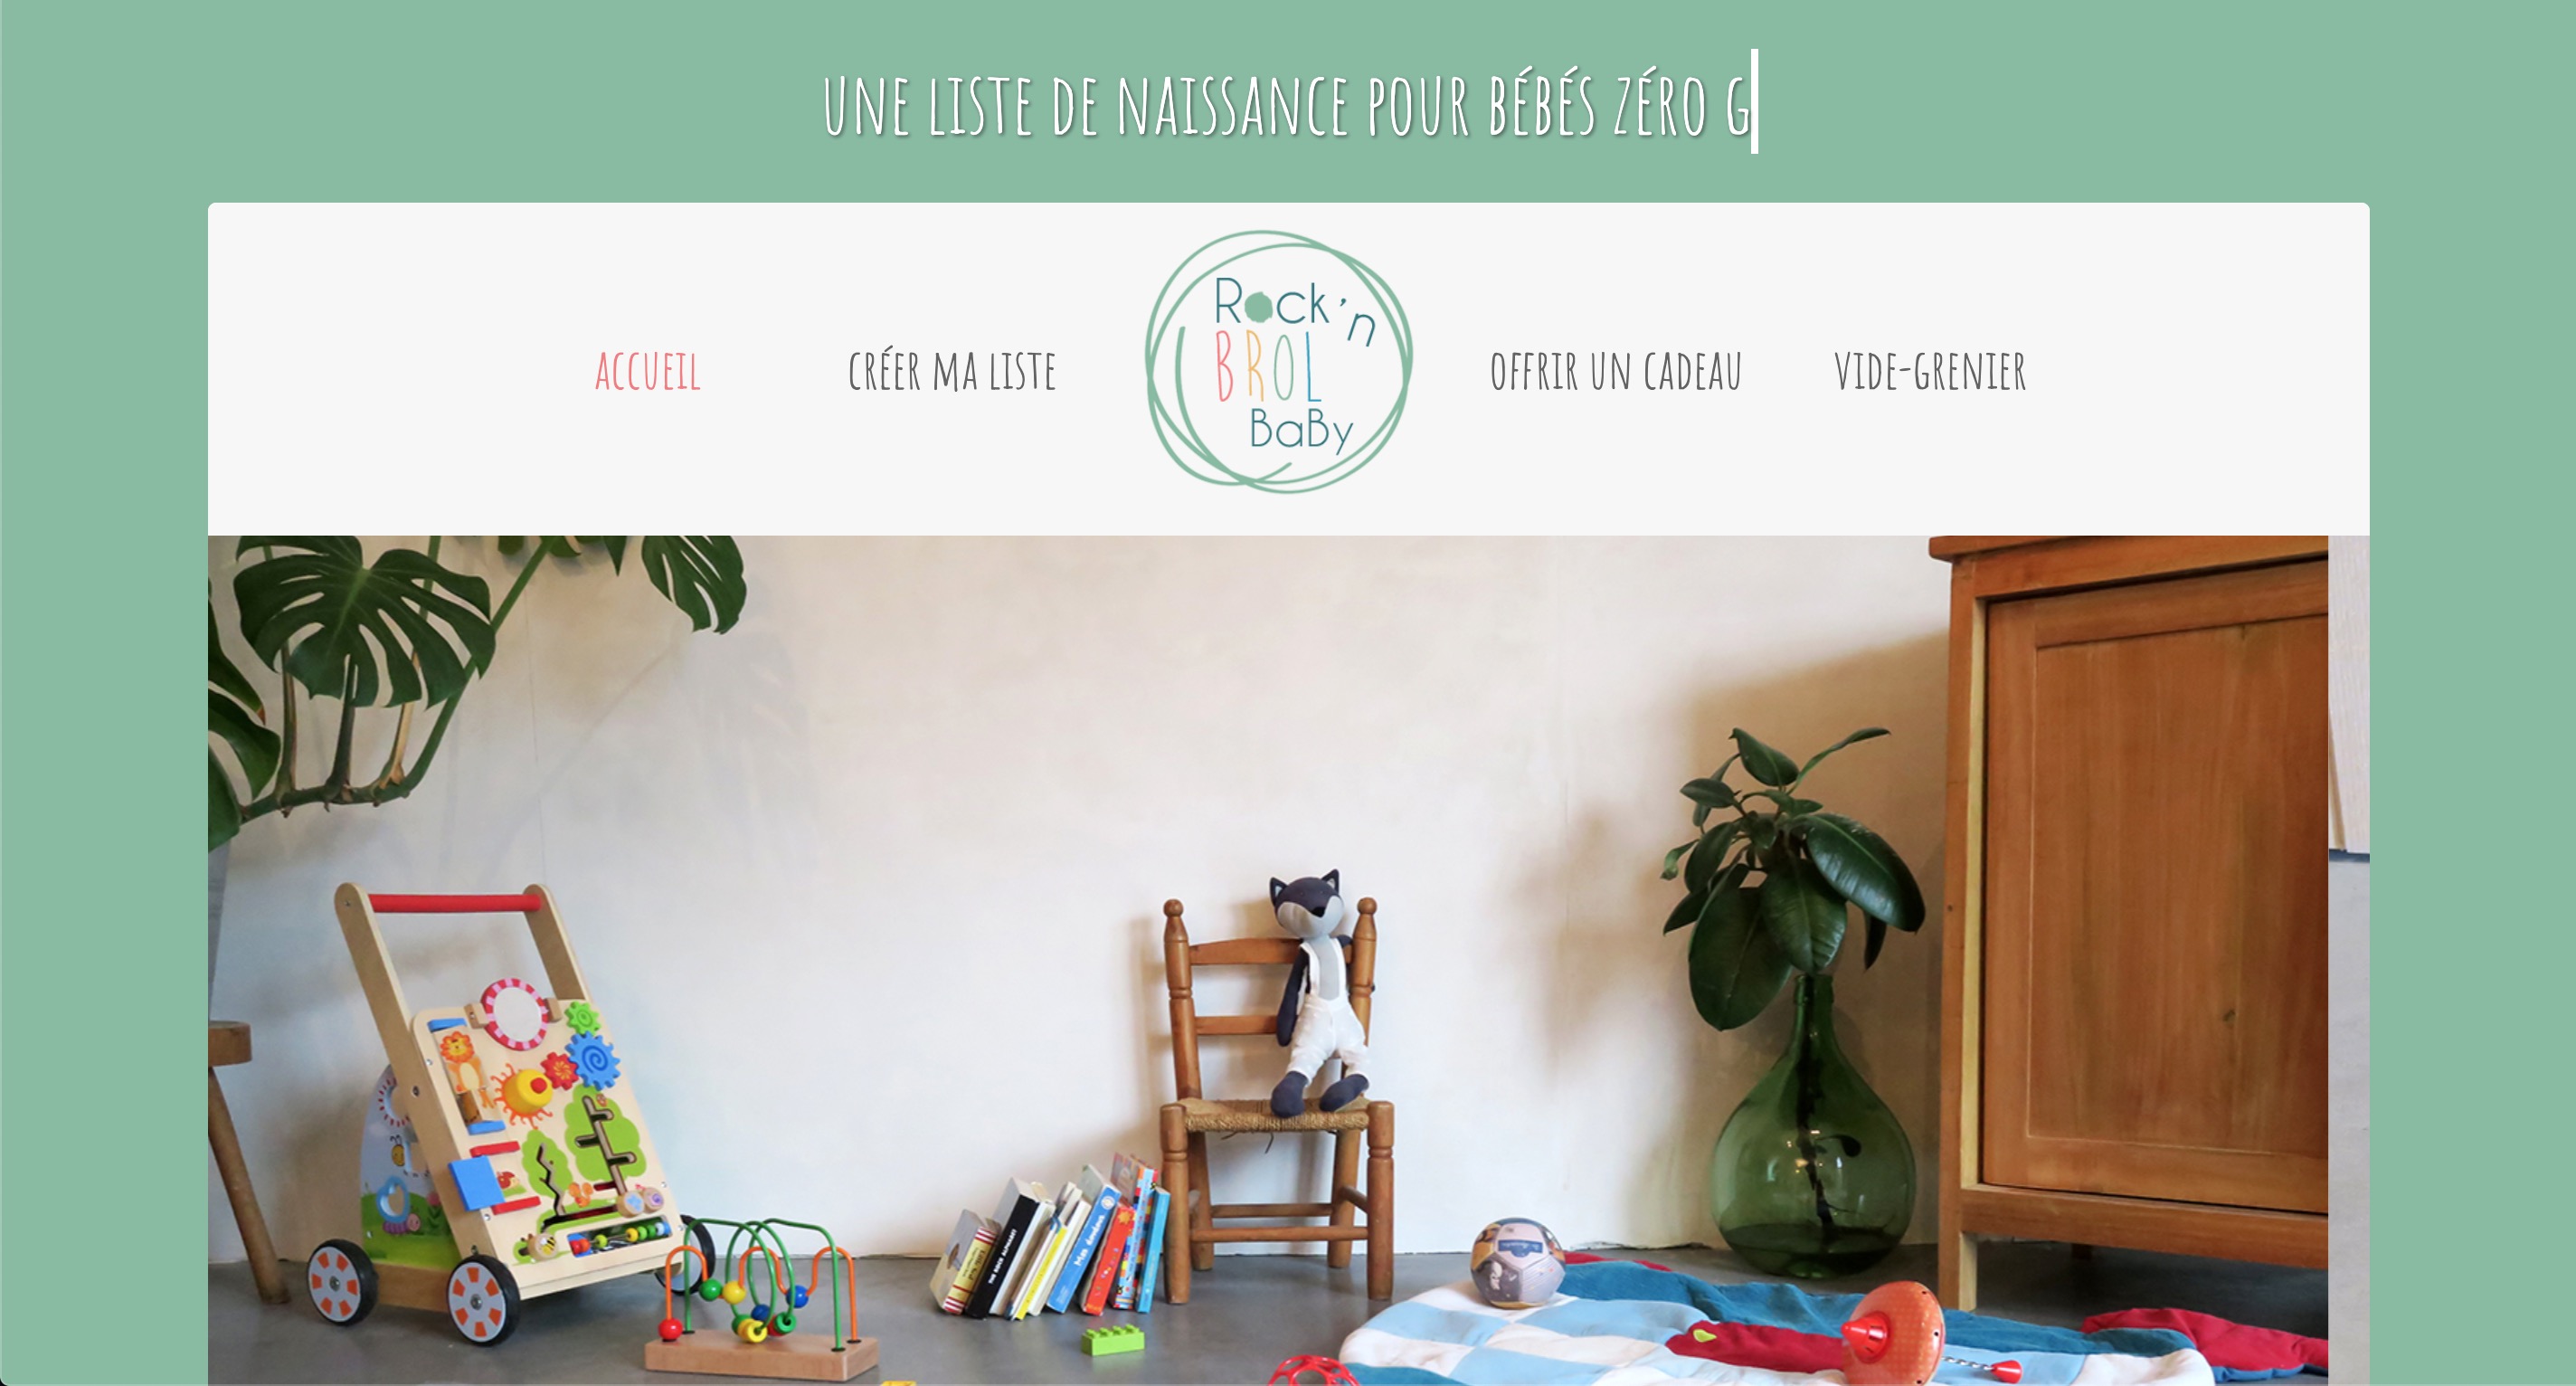 UNE LISTE DE NAISSANCE POUR BÉBÉS ZÉRO G
ACCUEIL
CRÉER MA LISTE
Rock'n
BROL
BaBy
OFFRIR UN CADEAU
VIDE-GRENIER